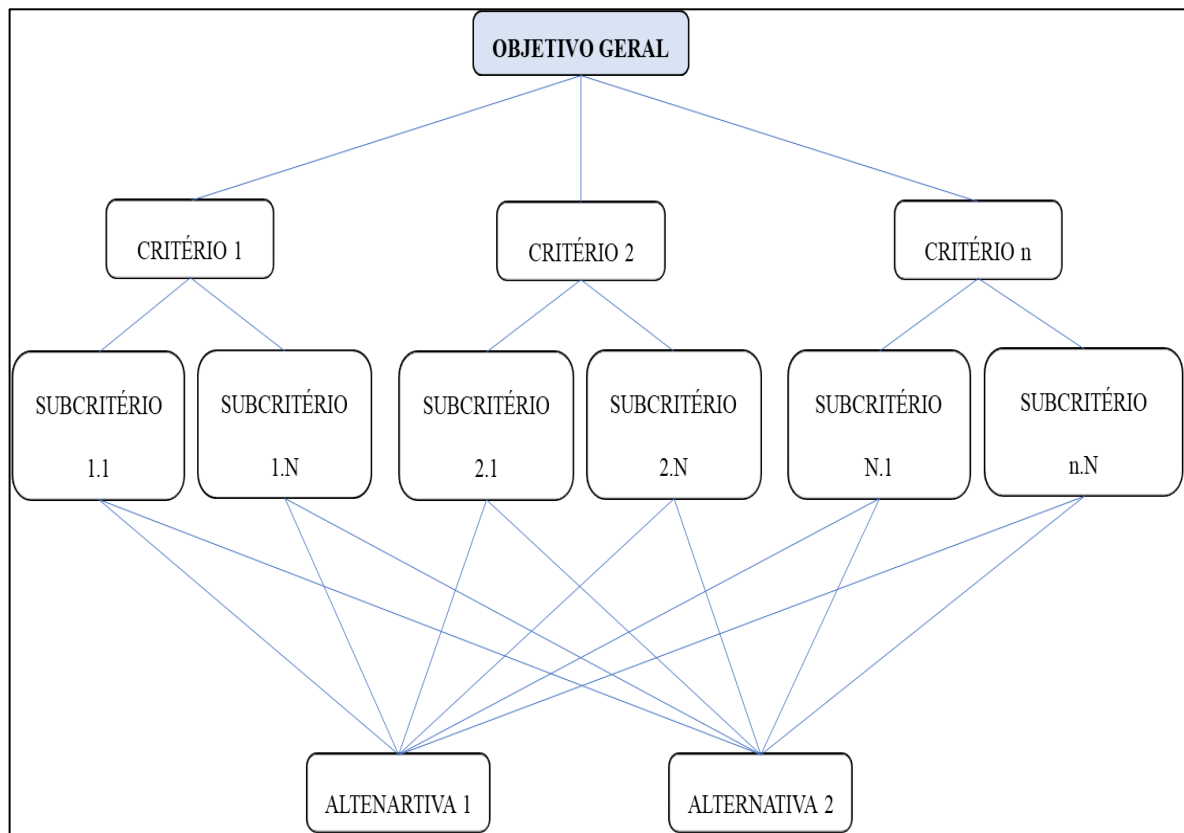 OBJETIVO GERAL
CRITÉRIO 1
CRITÉRIO 2
CRITÉRIO n
SUBCRITÉRIO
1.1
SUBCRITÉRIO
1.N
SUBCRITÉRIO
2.1
SUBCRITÉRIO
2.N
SUBCRITÉRIO
N.1
SUBCRITÉRIO
n.N
ALTENARTIVA 1
ALTERNATIVA 2